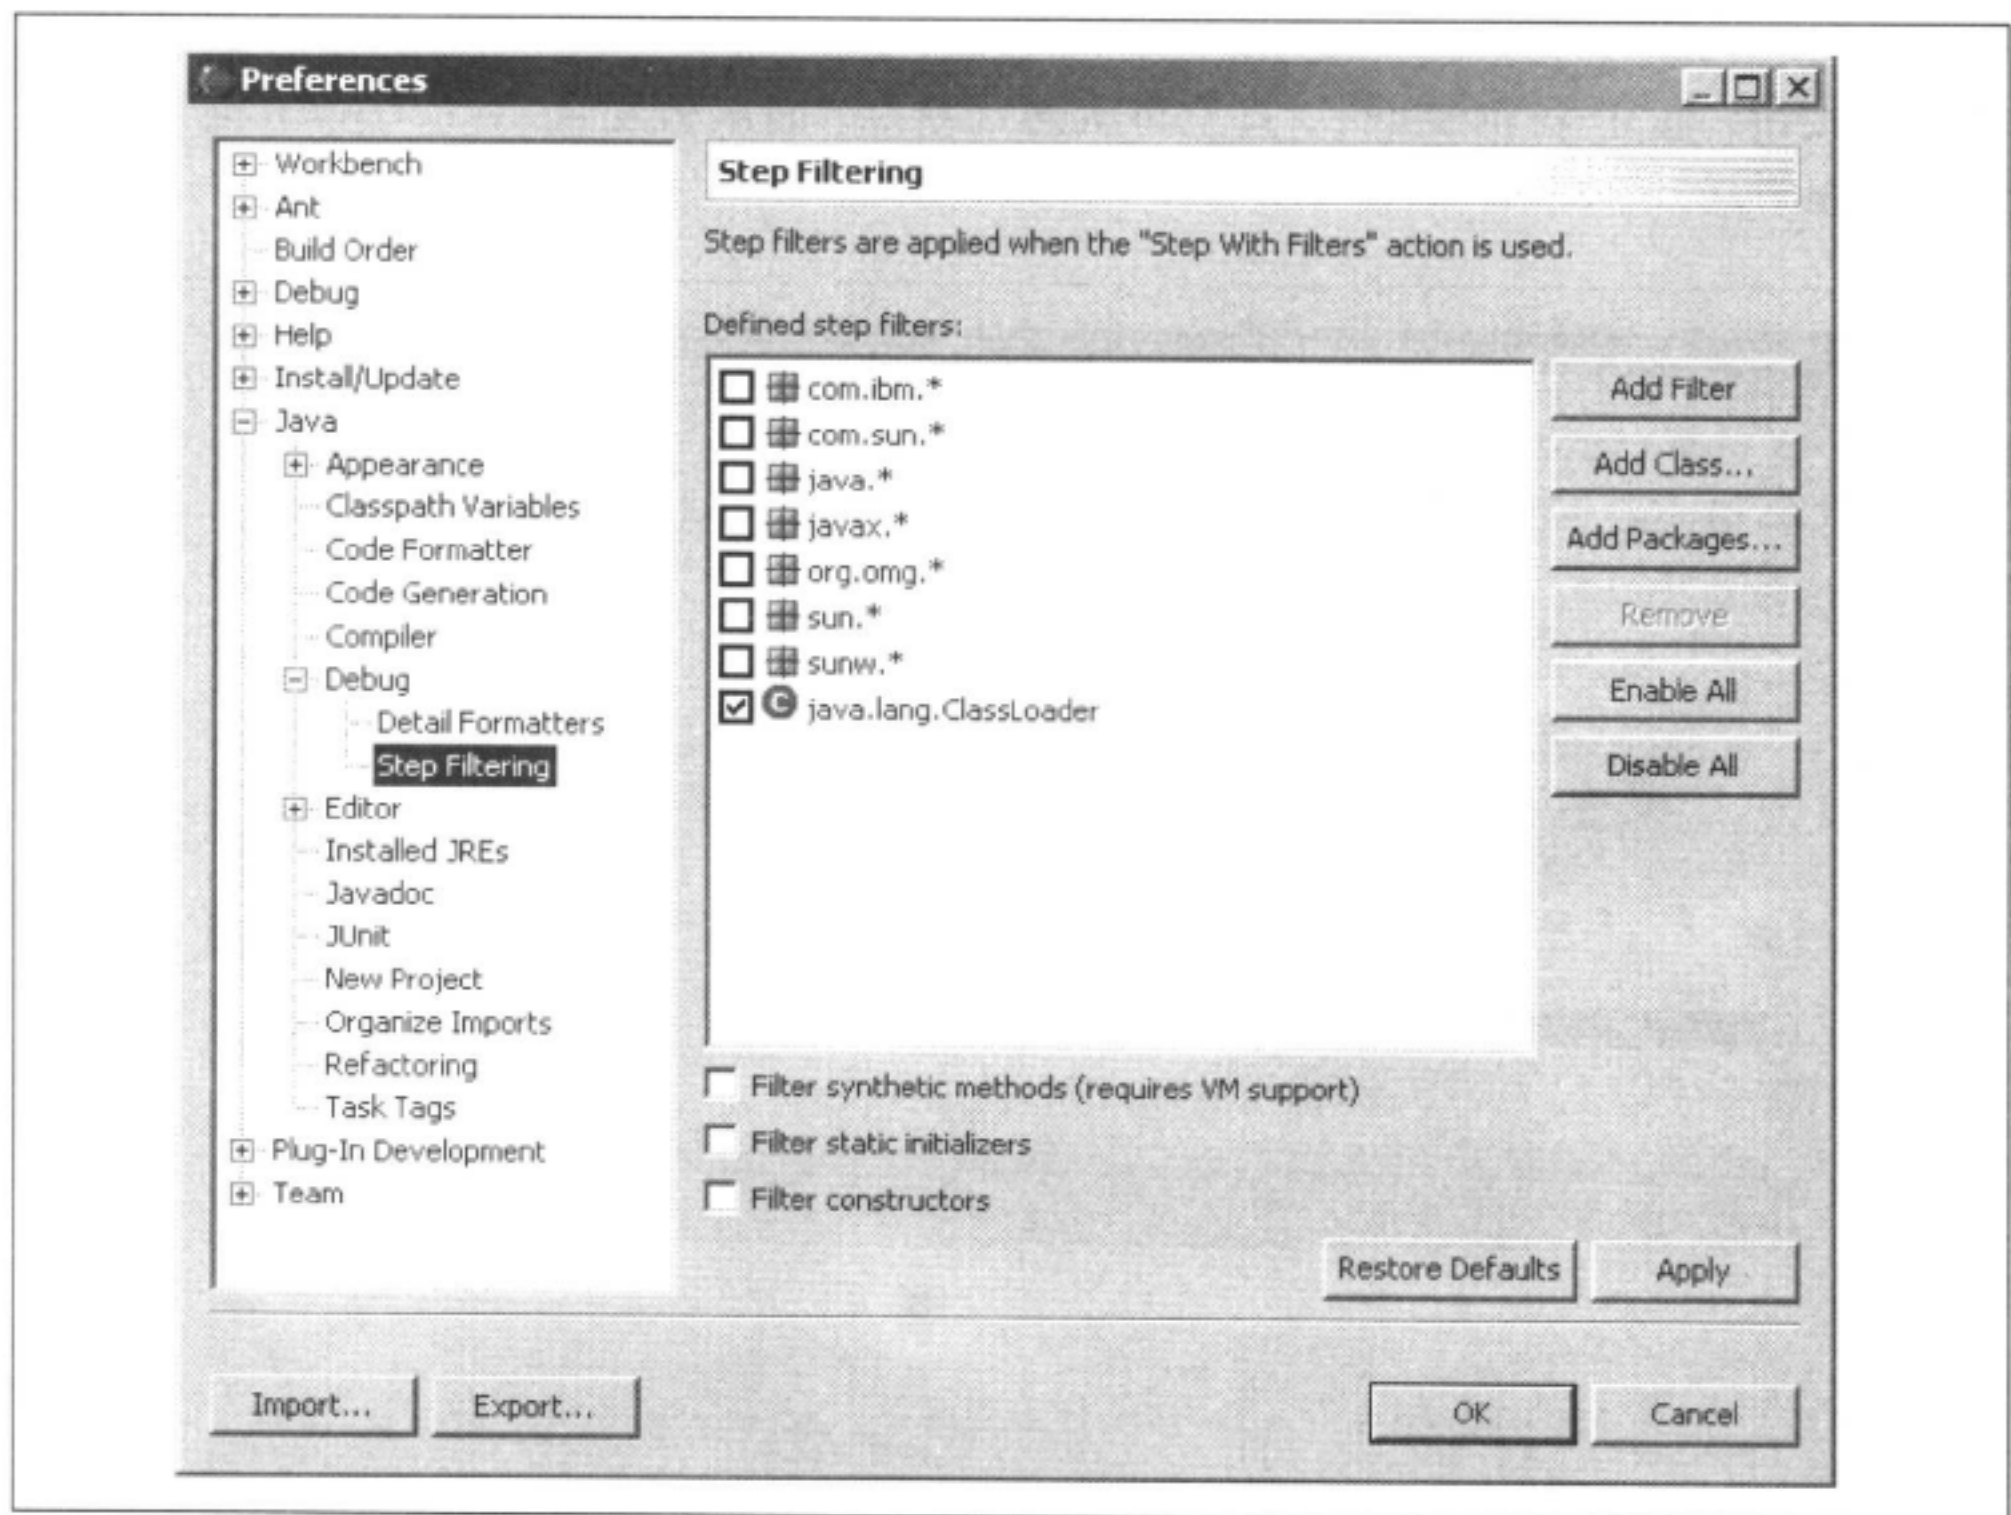 Preferences
Workbench
Ant
Build Order
Debug
Help
Install/Update
Java
Appearance
Classpath Variables
Code Formatter
Code Generation
Compiler
Debug
Detail Formatters
Step Filtering
Editor
Installed JREs
Javadoc
JUnit
New Project
Organize Imports
Refactoring
Task Tags
Plug-In Development
Team
Step Filtering
Step filters are applied when the "Step With Filters" action is used.
Defined step filters:
com.ibm.*
com.sun.*
java.*
javax.*
org.omg.*
sun.*
sunw.*
C java.lang.ClassLoader
Add Filter
Add Class...
Add Packages...
Remove
Enable All
Disable All
Filter synthetic methods (requires VM support)
Filter static initializers
Filter constructors
Restore Defaults
Apply
Import...
Export...
OK
Cancel